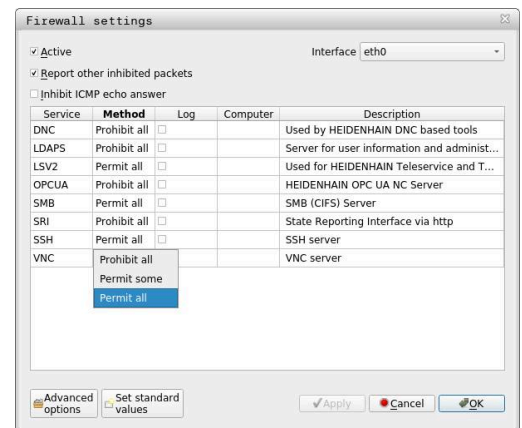 Firewall settings
Active
Interface eth0
Report other inhibited packets
Inhibit ICMP echo answer
Service Method Log Computer Description
DNC Prohibit all Used by HEIDENHAIN DNC based tools
LDAPS Prohibit all Server for user information and administ...
LSV2 Permit all Used for HEIDENHAIN Teleservice and T...
OPCUA Prohibit all HEIDENHAIN OPC UA NC Server
SMB Permit all SMB (CIFS) Server
SRI Prohibit all State Reporting Interface via http
SSH Permit all SSH server
VNC Prohibit all VNC server
Permit some
Permit all
Advanced options
Set standard values
Apply
Cancel
OK